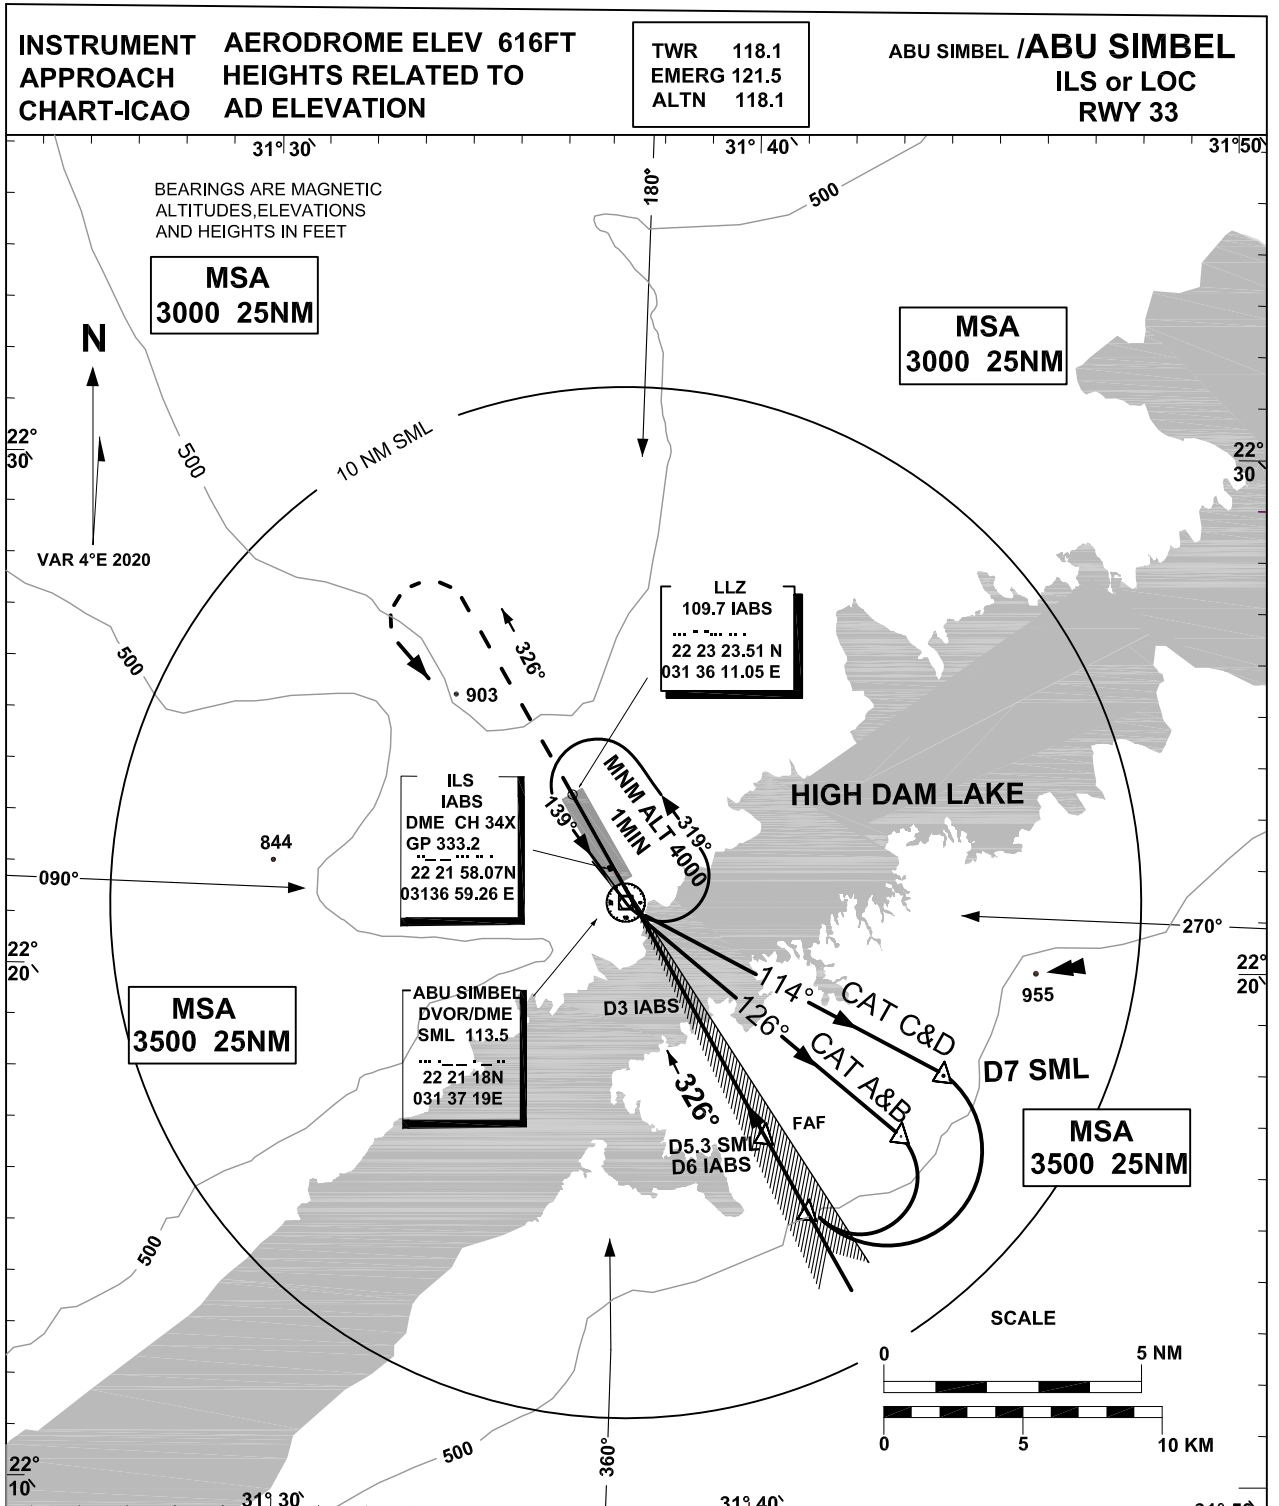 INSTRUMENT
APPROACH
CHART-ICAO
AERODROME ELEV 616FT
HEIGHTS RELATED TO
AD ELEVATION
TWR 118.1
EMERG 121.5
ALTN 118.1
ABU SIMBEL /ABU SIMBEL
ILS or LOC
RWY 33
31° 30\
31° 40\
31° 50\
BEARINGS ARE MAGNETIC
ALTITUDES,ELEVATIONS
AND HEIGHTS IN FEET
180°
500
MSA
3000 25NM
MSA
3000 25NM
N
VAR 4°E 2020
22°
30\
22°
30\
500
10 NM SML
500
LLZ
109.7 IABS
22 23 23.51 N
031 36 11.05 E
326°
903
ILS
IABS
DME CH 34X
GP 333.2
22 21 58.07N
03136 59.26 E
139°
MNM ALT 4000
1MIN
319°
HIGH DAM LAKE
844
090°
270°
22°
20\
22°
20\
955
MSA
3500 25NM
ABU SIMBEL
DVOR/DME
SML 113.5
22 21 18N
031 37 19E
D3 IABS
114° CAT C&D
126° CAT A&B
D7 SML
326°
FAF
D5.3 SML
D6 IABS
MSA
3500 25NM
500
SCALE
0 5 NM
0 5 10 KM
500
360°
22°
10\
31° 30\
31° 40\